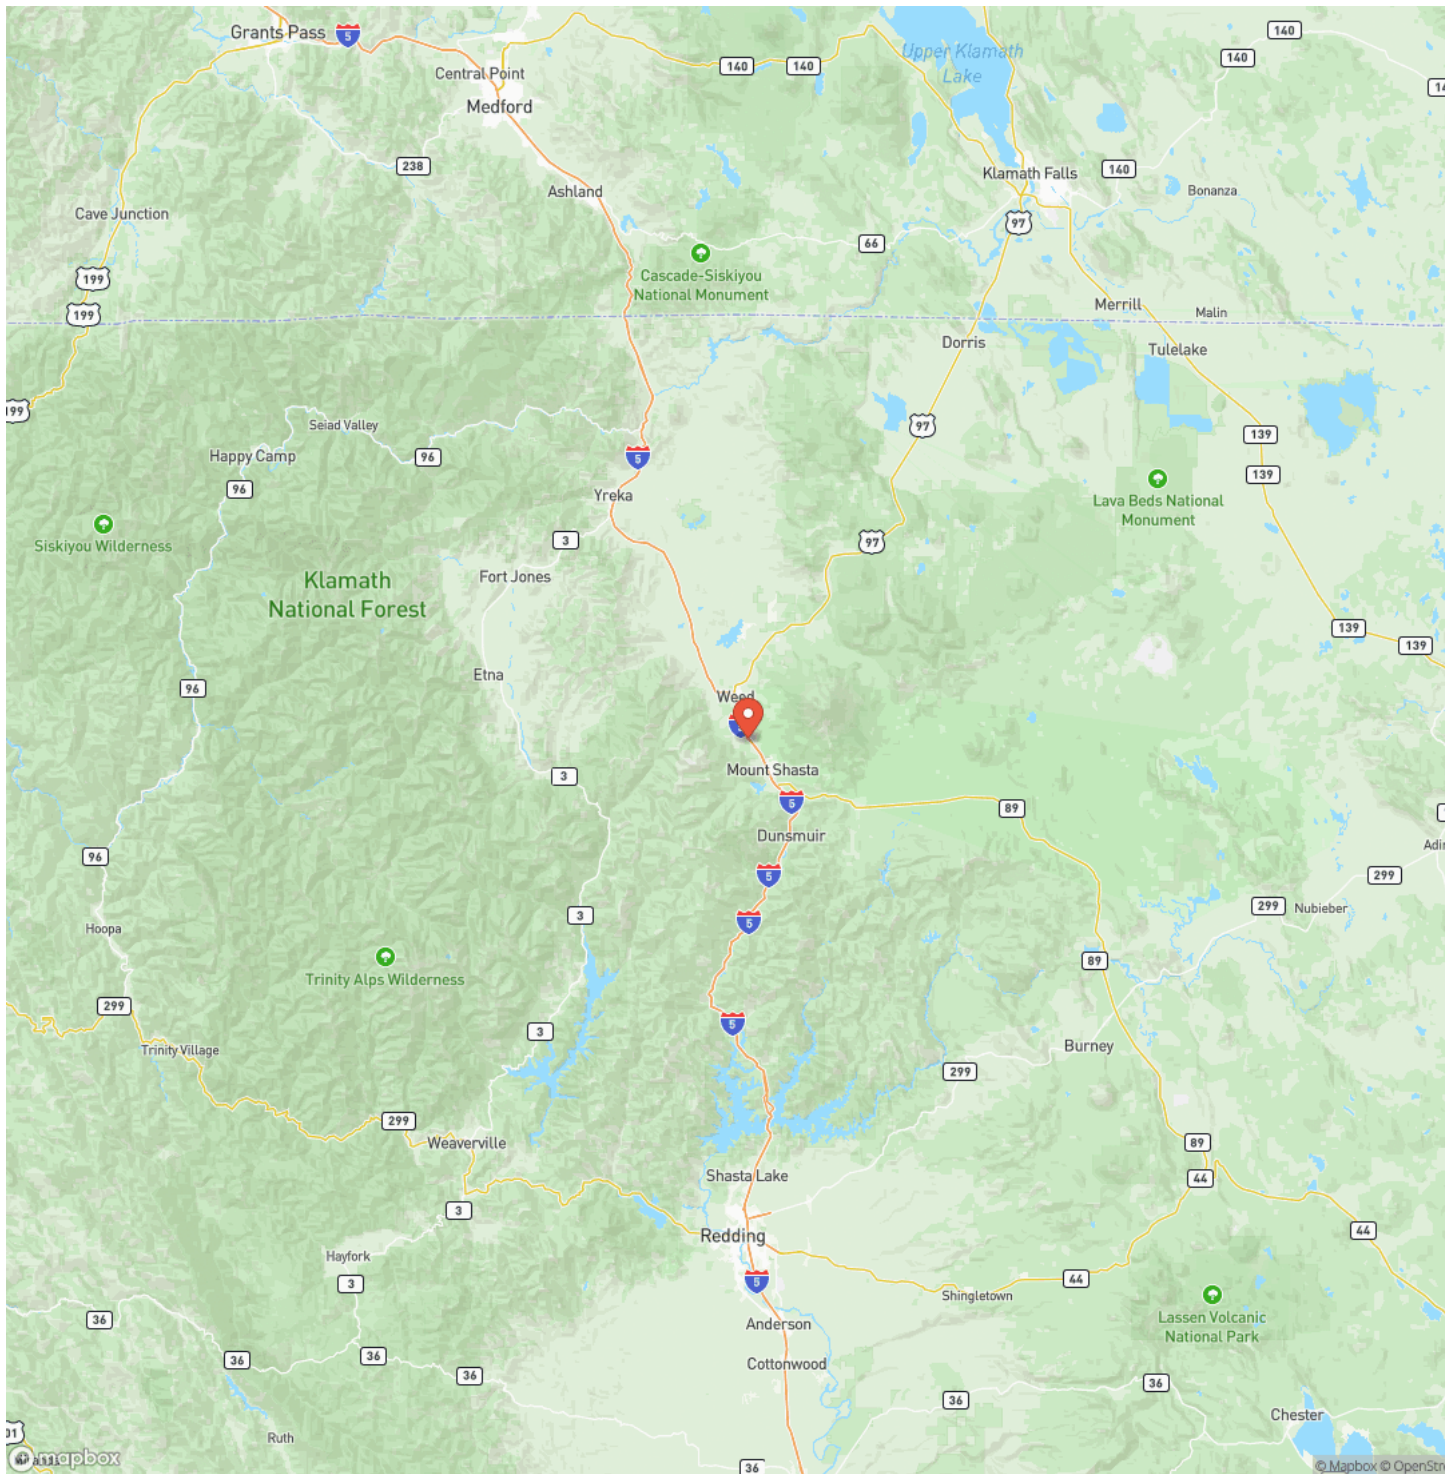 Grants Pass
5
140
Central Point
140
140
140
14
Upper Klamath
Lake
Medford
238
Klamath Falls
140
Ashland
Bonanza
Cave Junction
97
66
199
Cascade-Siskiyou
National Monument
199
Merrill
Malin
Dorris
Tulelake
199
Seiad Valley
97
139
Happy Camp
96
5
139
96
Yreka
Lava Beds National
Monument
Siskiyou Wilderness
3
97
Klamath
National Forest
Fort Jones
139
139
Etna
96
Weed
Mount Shasta
3
5
89
Dunsmuir
96
Adin
5
299
3
5
299
Nubieber
Hoopa
Trinity Alps Wilderness
89
299
5
3
Trinity Village
Burney
299
299
Weaverville
89
Shasta Lake
44
3
Redding
44
Hayfork
3
5
44
Shingletown
36
Anderson
Lassen Volcanic
National Park
36
36
Cottonwood
36
36
36
Chester
01
Ruth
mapbox
36
© Mapbox © OpenStre